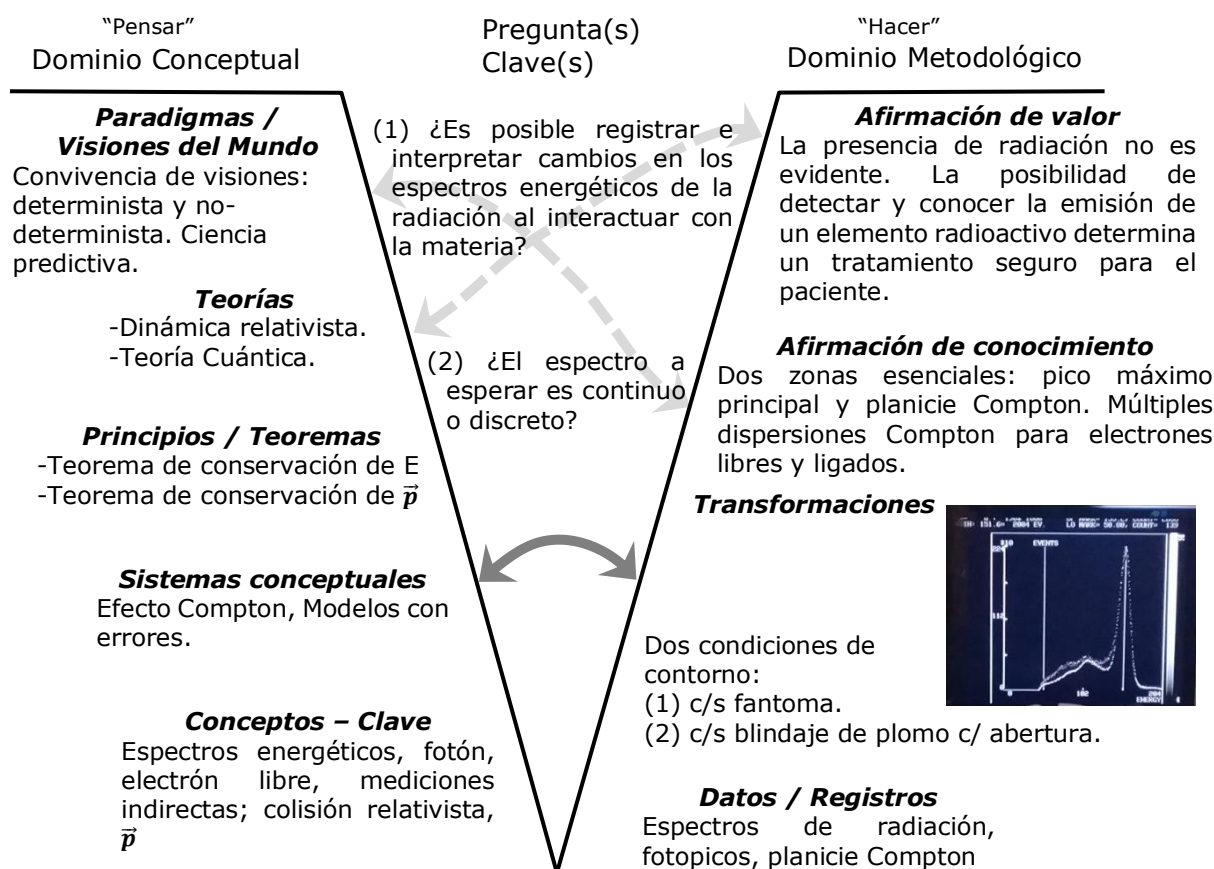 “Pensar”
Dominio Conceptual
Pregunta(s)
Clave(s)
“Hacer”
Dominio Metodológico
Paradigmas /
Visiones del Mundo
Convivencia de visiones:
determinista y no-
determinista. Ciencia
predictiva.
Teorías
-Dinámica relativista.
-Teoría Cuántica.
Principios / Teoremas
-Teorema de conservación de E
-Teorema de conservación de p⃗
Sistemas conceptuales
Efecto Compton, Modelos con
errores.
Conceptos – Clave
Espectros energéticos, fotón,
electrón libre, mediciones
indirectas; colisión relativista,
p⃗
(1) ¿Es posible registrar e
interpretar cambios en los
espectros energéticos de la
radiación al interactuar con
la materia?
(2) ¿El espectro a
esperar es continuo
o discreto?
Afirmación de valor
La presencia de radiación no es
evidente. La posibilidad de
detectar y conocer la emisión de
un elemento radioactivo determina
un tratamiento seguro para el
paciente.
Afirmación de conocimiento
Dos zonas esenciales: pico máximo
principal y planicie Compton. Múltiples
dispersiones Compton para electrones
libres y ligados.
Transformaciones
EVENTS
0 102 204
ENERGY
Dos condiciones de
contorno:
(1) c/s fantoma.
(2) c/s blindaje de plomo c/ abertura.
Datos / Registros
Espectros de radiación,
fotopicos, planicie Compton